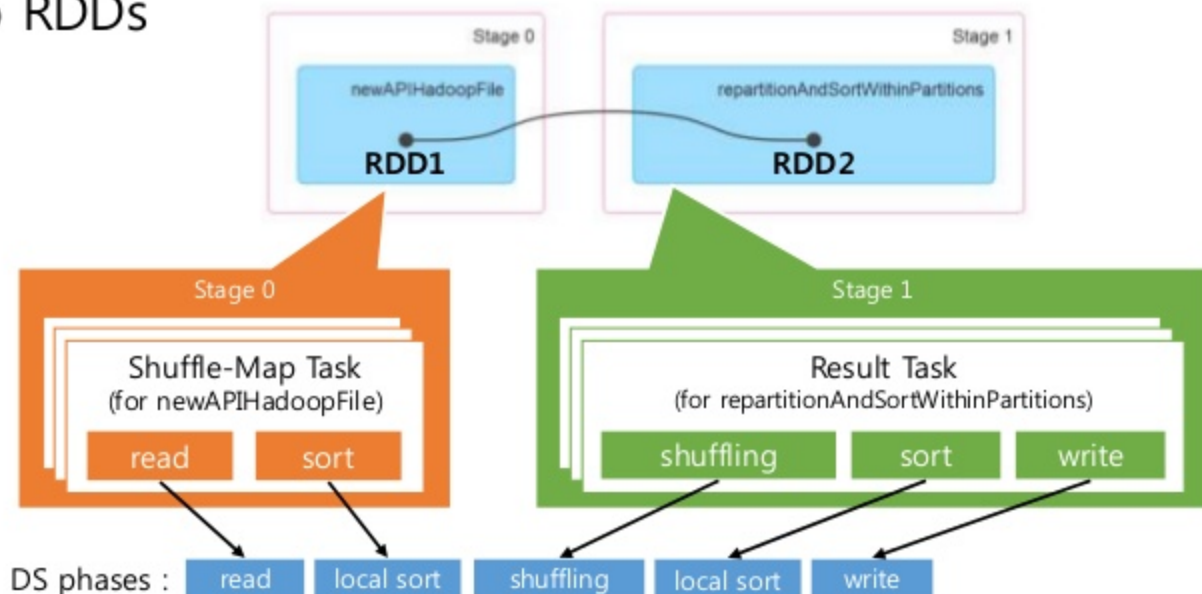 RDDs
Stage 0
Stage 1
newAPIHadoopFile
repartitionAndSortWithinPartitions
RDD1
RDD2
Stage 0
Stage 1
Shuffle-Map Task
(for newAPIHadoopFile)
Result Task
(for repartitionAndSortWithinPartitions)
read
sort
shuffling
sort
write
DS phases : read local sort shuffling local sort write